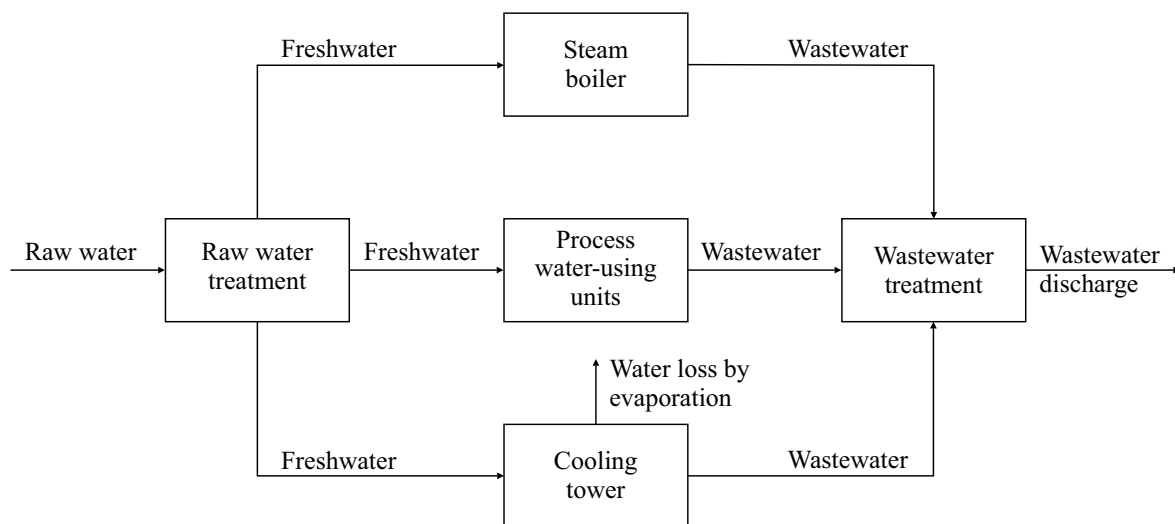 Freshwater
Steam
boiler
Wastewater
Raw water
Raw water
treatment
Freshwater
Process
water-using
units
Wastewater
Wastewater
treatment
Wastewater
discharge
Water loss by
evaporation
Freshwater
Cooling
tower
Wastewater